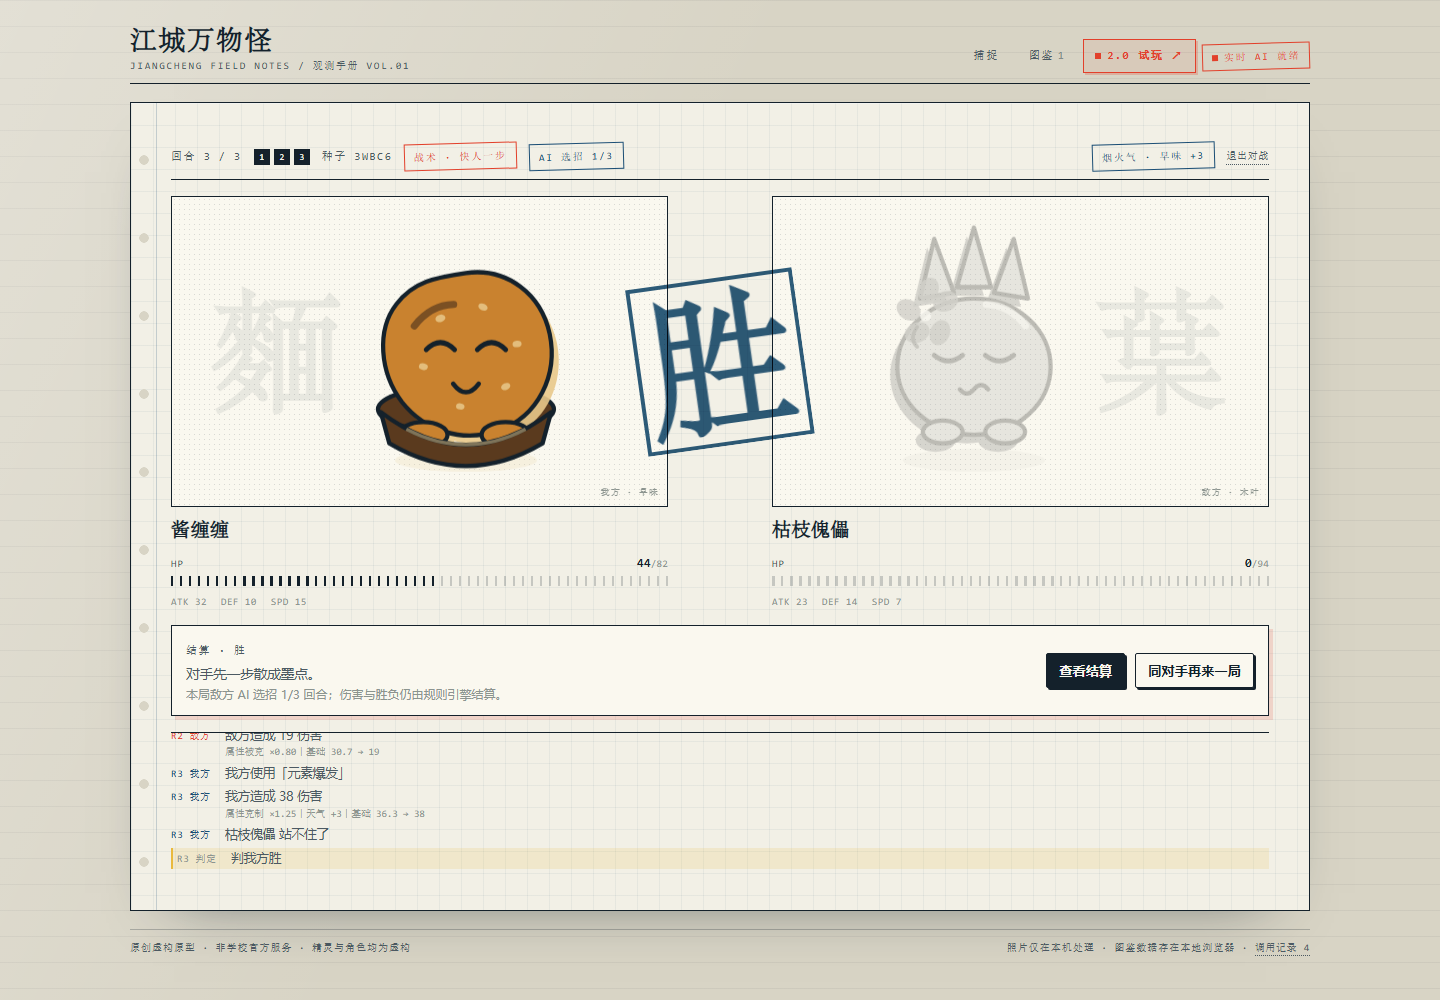 江城万物怪
JIANGCHENG FIELD NOTES / 观测手册 VOL.01
捕捉 图鉴 1 2.0 试玩 ↗ 实时 AI 就绪
回合 3 / 3 1 2 3 种子 3WBC6 战术 · 快人一步 AI 选招 1/3 烟火气 · 早味 +3 退出对战
麵 胜 葉
我方 · 早味 敌方 · 木叶
酱缠缠 枯枝傀儡
HP 44/82 HP 0/94
ATK 32 DEF 10 SPD 15 ATK 23 DEF 14 SPD 7
结算 · 胜
对手先一步散成墨点。
本局敌方 AI 选招 1/3 回合；伤害与胜负仍由规则引擎结算。
查看结算 同对手再来一局
R2 敌方 敌方造成 19 伤害
属性被克 ×0.80 | 基础 30.7 → 19
R3 我方 我方使用「元素爆发」
R3 我方 我方造成 38 伤害
属性克制 ×1.25 | 天气 +3 | 基础 36.3 → 38
R3 我方 枯枝傀儡 站不住了
R3 判定 判我方胜
原创虚构原型 · 非学校官方服务 · 精灵与角色均为虚构
照片仅在本机处理 · 图鉴数据存在本地浏览器 · 调用记录 4